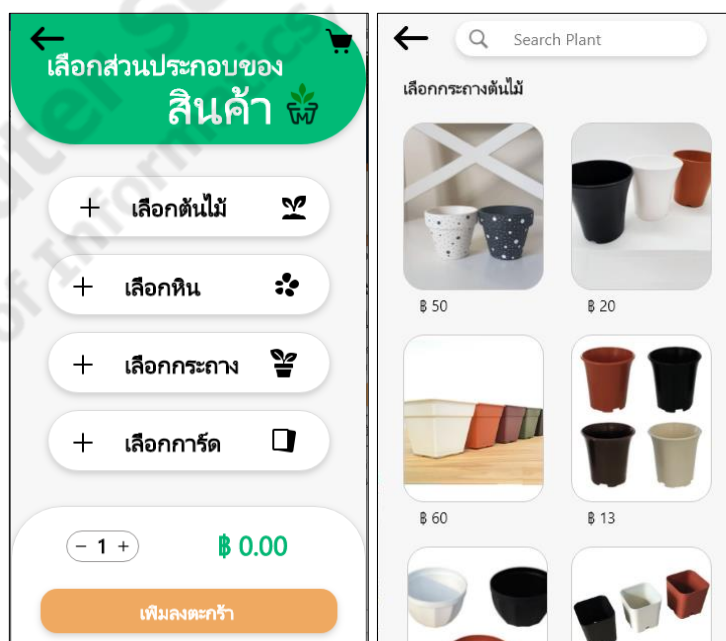 เลือกส่วนประกอบของ
สินค้า
เลือกต้นไม้
เลือกหิน
เลือกกระถาง
เลือกการ์ด
- 1 +
฿ 0.00
เพิ่มลงตะกร้า
Search Plant
เลือกกระถางต้นไม้
฿ 50
฿ 20
฿ 60
฿ 13